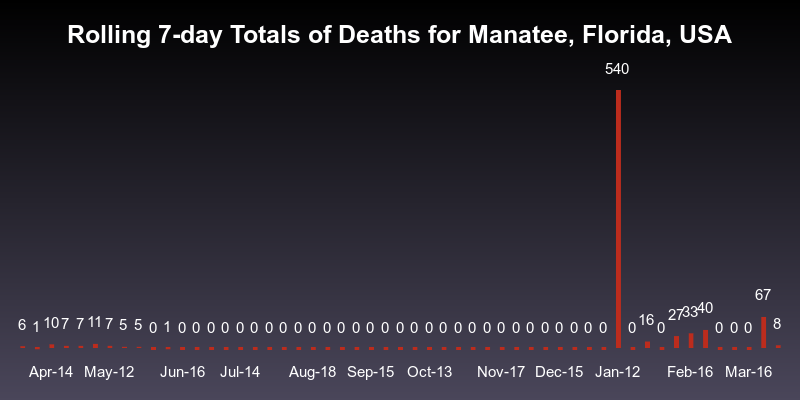 Rolling 7-day Totals of Deaths for Manatee, Florida, USA
540
6 1 10 7 7 11 7 5 5 0 1 0 0 0 0 0 0 0 0 0 0 0 0 0 0 0 0 0 0 0 0 0 0 0 0 0 0 0 0 0 0 0 16 0 27 33 40 0 0 0 67 8
Apr-14 May-12 Jun-16 Jul-14 Aug-18 Sep-15 Oct-13 Nov-17 Dec-15 Jan-12 Feb-16 Mar-16